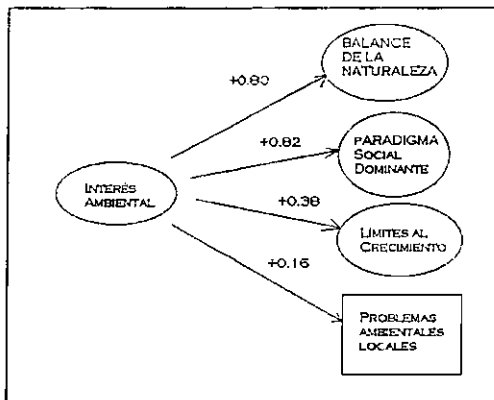 BALANCE
DE LA
NATURALEZA
+0.80
PARADIGMA
SOCIAL
DOMINANTE
+0.82
INTERÉS
AMBIENTAL
+0.38
LIMITES AL
CRECIMIENTO
+0.16
PROBLEMAS
AMBIENTALES
LOCALES